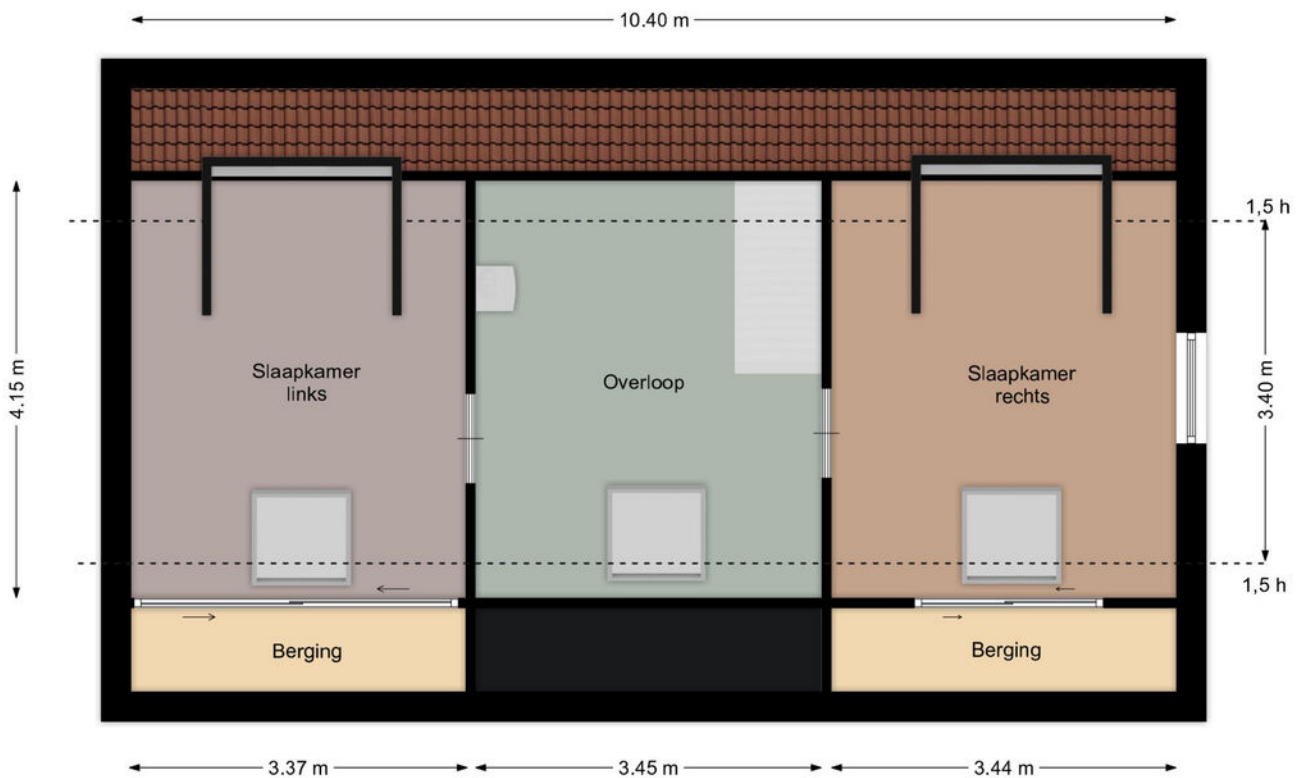 10.40 m
1,5 h
4.15 m
Slaapkamer
links
Overloop
Slaapkamer
rechts
3.40 m
1,5 h
Berging
Berging
3.37 m
3.45 m
3.44 m